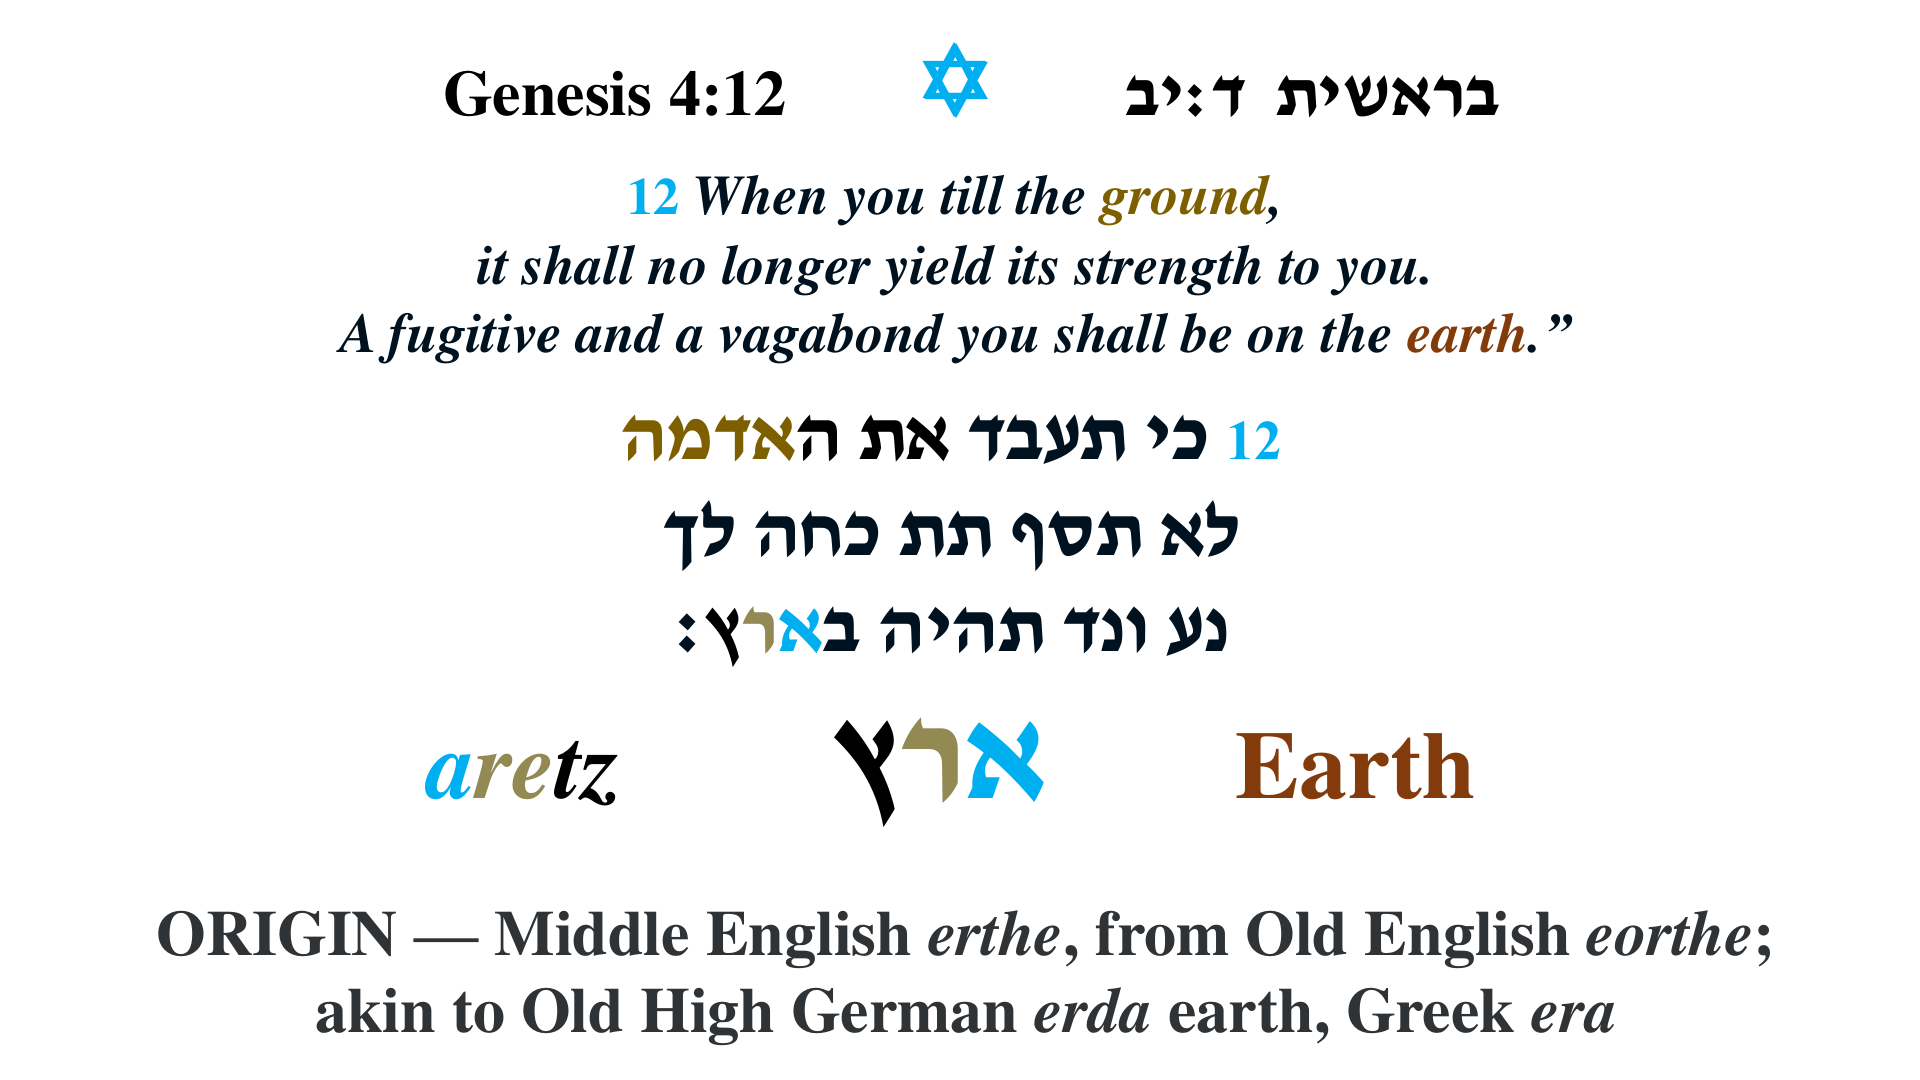 Genesis 4:12 ✡ בראשית ד:יב
12 When you till the ground,
it shall no longer yield its strength to you.
A fugitive and a vagabond you shall be on the earth.”
12 כי תעבד את האדמה
לא תסף תת כחה לך
נע ונד תהיה בארץ:
aretz ארץ Earth
ORIGIN — Middle English erthe, from Old English eorthe;
akin to Old High German erda earth, Greek era